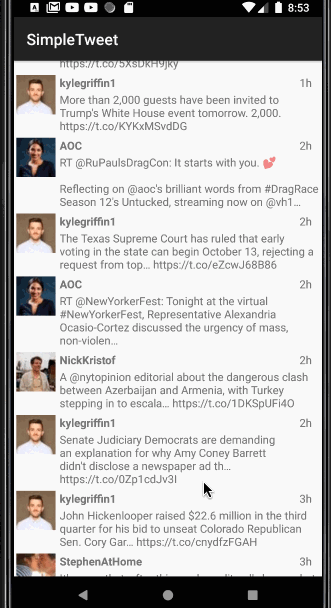 8:53
SimpleTweet
https://t.co/5XsDkH9jky
kylegriffin1 1h
More than 2,000 guests have been invited to
Trump's White House event tomorrow. 2,000.
https://t.co/KYKxMSvdDG
AOC 2h
RT @RuPaulsDragCon: It starts with you. 💕
Reflecting on @aoc's brilliant words from #DragRace
Season 12's Untucked, streaming now on @vh1…
kylegriffin1 2h
The Texas Supreme Court has ruled that early
voting in the state can begin October 13, rejecting a
request from top… https://t.co/eZcwJ68B86
AOC 2h
RT @NewYorkerFest: Tonight at the virtual
#NewYorkerFest, Representative Alexandria
Ocasio-Cortez discussed the urgency of mass,
non-violen…
NickKristof 2h
A @nytopinion editorial about the dangerous clash
between Azerbaijan and Armenia, with Turkey
stepping in to escala… https://t.co/1DKSpUFi4O
kylegriffin1 2h
Senate Judiciary Democrats are demanding
an explanation for why Amy Coney Barrett
didn't disclose a newspaper ad th…
https://t.co/0Zp1cdJv3I
kylegriffin1 3h
John Hickenlooper raised $22.6 million in the third
quarter for his bid to unseat Colorado Republican
Sen. Cory Gar… https://t.co/cnydfzFGAH
StephenAtHome 3h